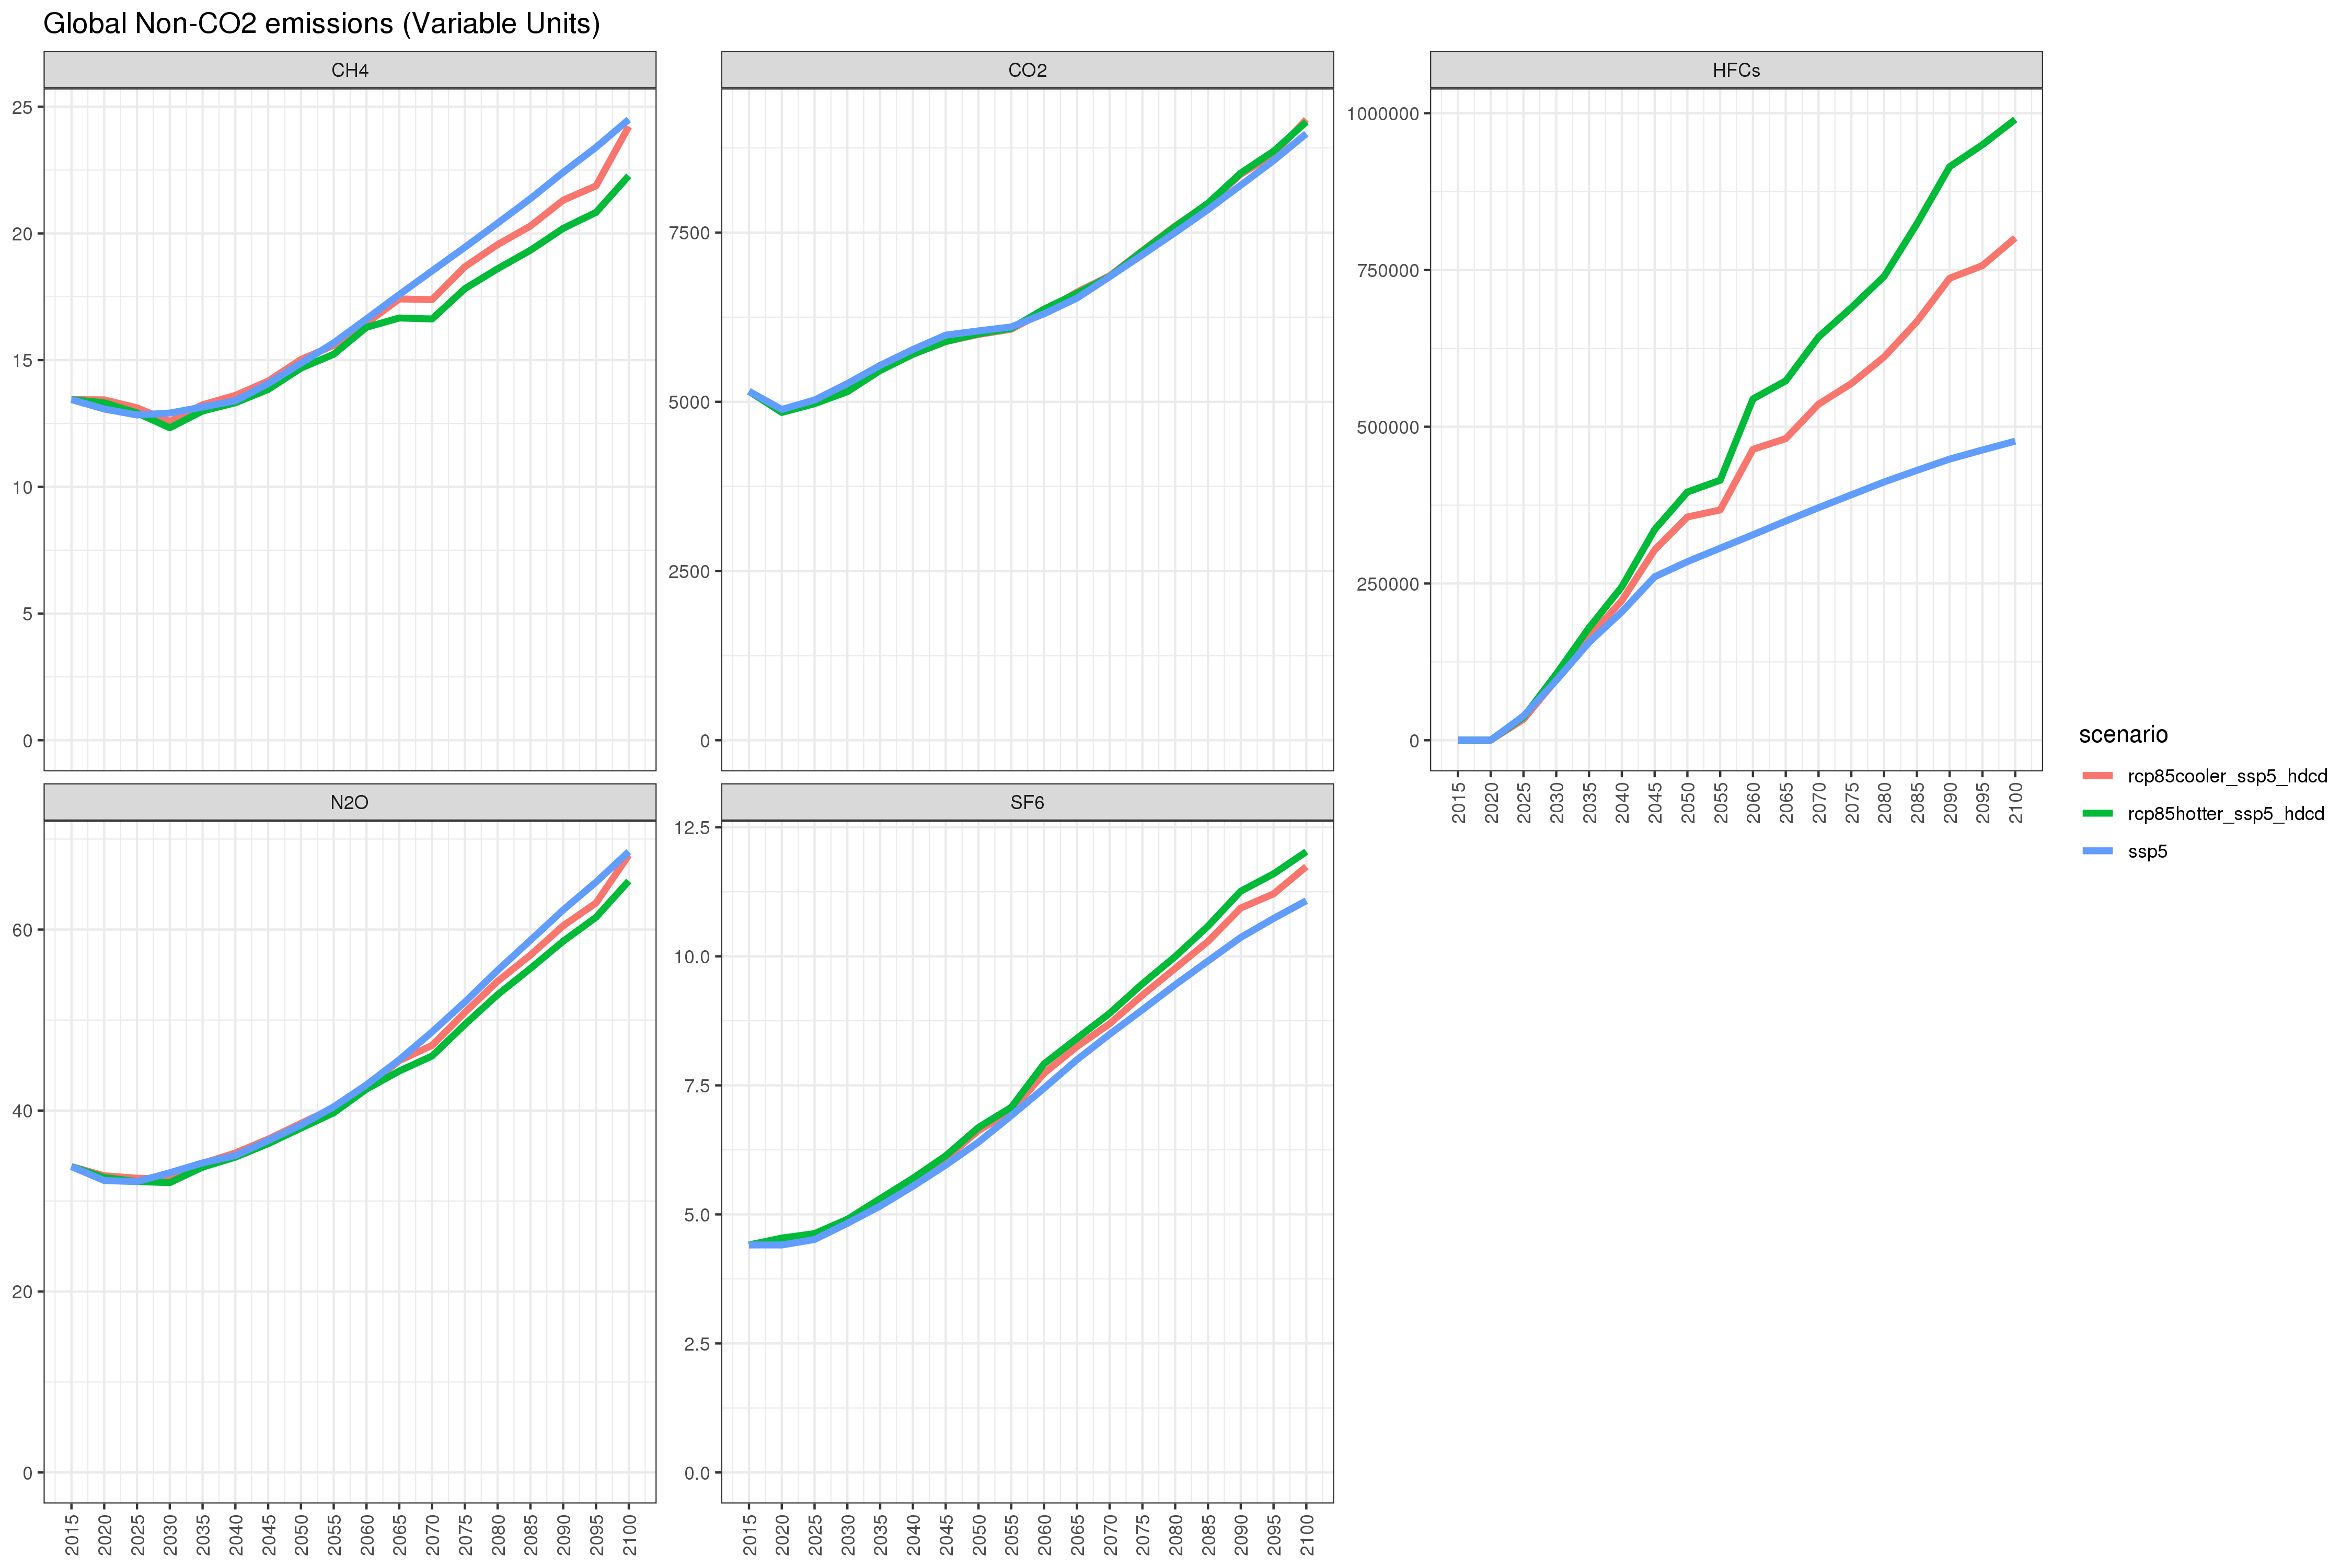 Global Non-CO2 emissions (Variable Units)
CH4
CO2
HFCs
25
20
15
10
5
0
7500
5000
2500
0
1000000
750000
500000
250000
0
2015 2020 2025 2030 2035 2040 2045 2050 2055 2060 2065 2070 2075 2080 2085 2090 2095 2100
scenario
rcp85cooler_ssp5_hdcd
rcp85hotter_ssp5_hdcd
ssp5
N2O
SF6
60
40
20
0
12.5
10.0
7.5
5.0
2.5
0.0
2015 2020 2025 2030 2035 2040 2045 2050 2055 2060 2065 2070 2075 2080 2085 2090 2095 2100
2015 2020 2025 2030 2035 2040 2045 2050 2055 2060 2065 2070 2075 2080 2085 2090 2095 2100